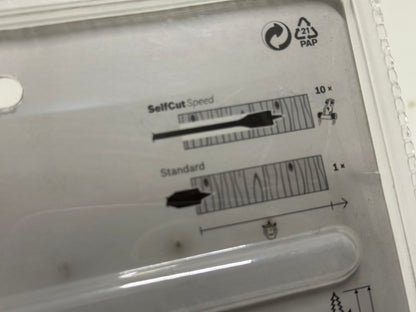 21
PAP
SelfCut Speed
10 ×
Standard
1 ×